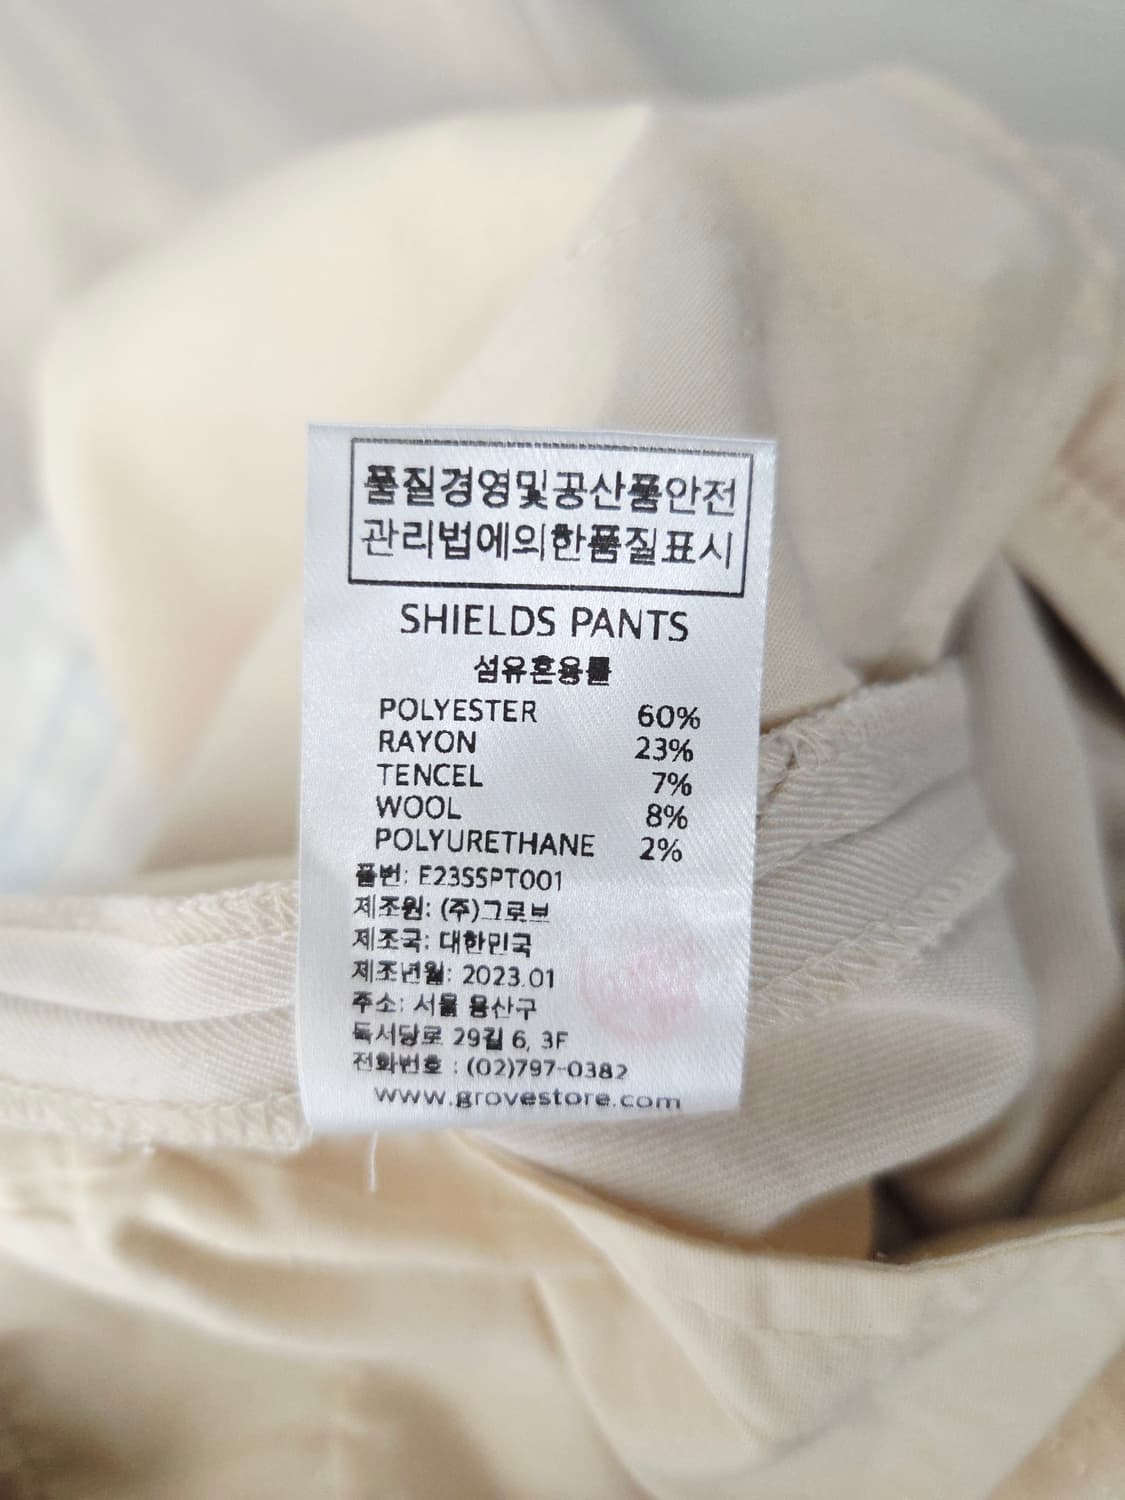 품질경영및공산품안전
관리법에의한품질표시
SHIELDS PANTS
섬유혼용률
POLYESTER 60%
RAYON 23%
TENCEL 7%
WOOL 8%
POLYURETHANE 2%
품번: E23SSPT001
제조원: (주)그로브
제조국: 대한민국
제조년월: 2023.01
주소: 서울 용산구
독서당로 29길 6, 3F
전화번호 : (02)797-0382
www.grovestore.com